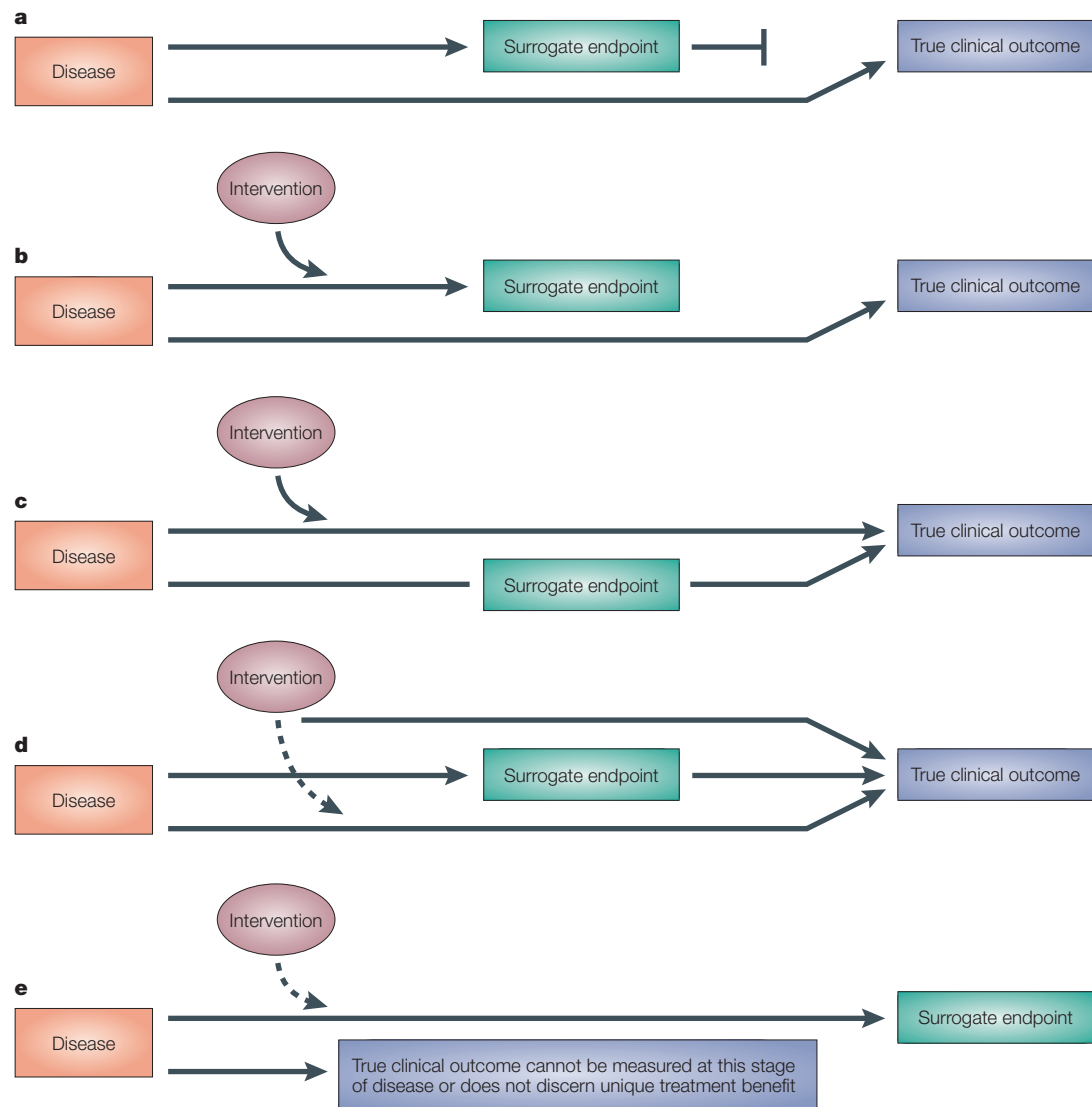 a
Disease
Surrogate endpoint
True clinical outcome
Intervention
b
Disease
Surrogate endpoint
True clinical outcome
Intervention
c
Disease
True clinical outcome
Surrogate endpoint
Intervention
d
Disease
Surrogate endpoint
True clinical outcome
Intervention
e
Disease
Surrogate endpoint
True clinical outcome cannot be measured at this stage
of disease or does not discern unique treatment benefit